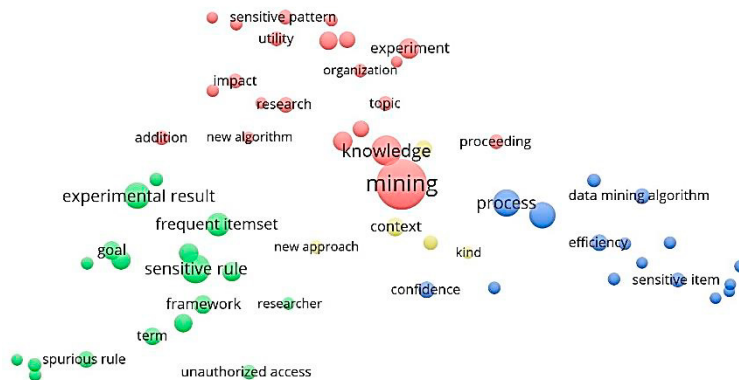 sensitive pattern
utility
experiment
organization
impact
research
topic
addition
new algorithm
knowledge
proceeding
mining
experimental result
process
data mining algorithm
frequent itemset
context
goal
new approach
kind
efficiency
sensitive rule
sensitive item
confidence
framework
researcher
term
spurious rule
unauthorized access